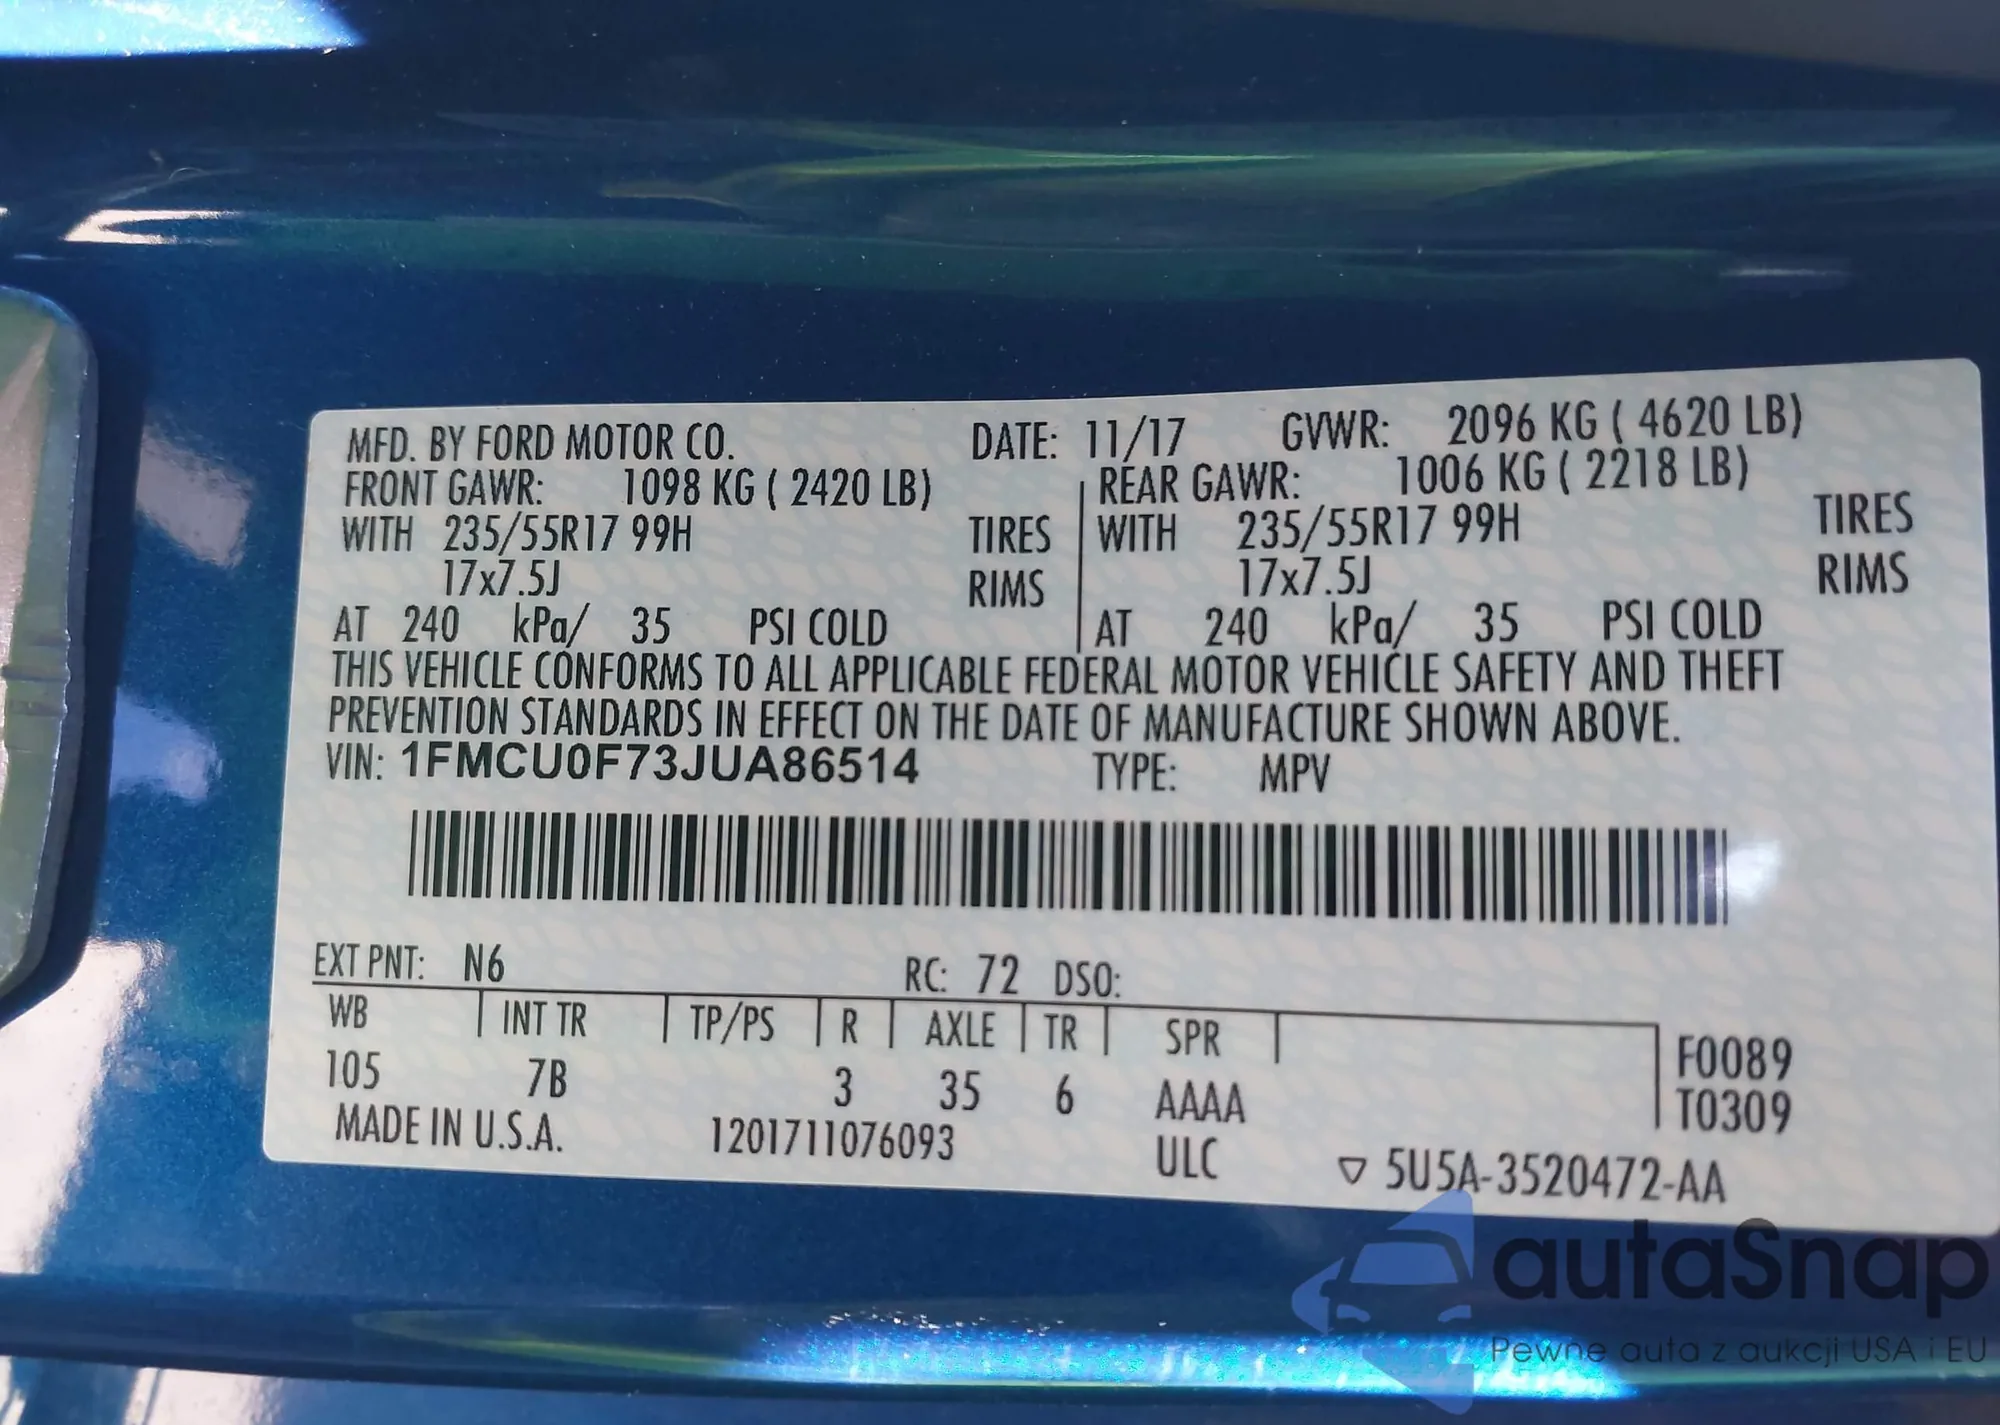 MFD. BY FORD MOTOR CO. DATE: 11/17 GVWR: 2096 KG ( 4620 LB)
FRONT GAWR: 1098 KG ( 2420 LB) REAR GAWR: 1006 KG ( 2218 LB)
WITH 235/55R17 99H TIRES WITH 235/55R17 99H TIRES
17x7.5J RIMS 17x7.5J RIMS
AT 240 kPa/ 35 PSI COLD AT 240 kPa/ 35 PSI COLD
THIS VEHICLE CONFORMS TO ALL APPLICABLE FEDERAL MOTOR VEHICLE SAFETY AND THEFT
PREVENTION STANDARDS IN EFFECT ON THE DATE OF MANUFACTURE SHOWN ABOVE.
VIN: 1FMCU0F73JUA86514 TYPE: MPV
EXT PNT: N6 RC: 72 DSO:
WB INT TR TP/PS R AXLE TR SPR F0089
105 7B 3 35 6 AAAA T0309
MADE IN U.S.A. 1201711076093 ULC ▽ 5U5A-3520472-AA
autaSnap
Pewne auta z aukcji USA i EU